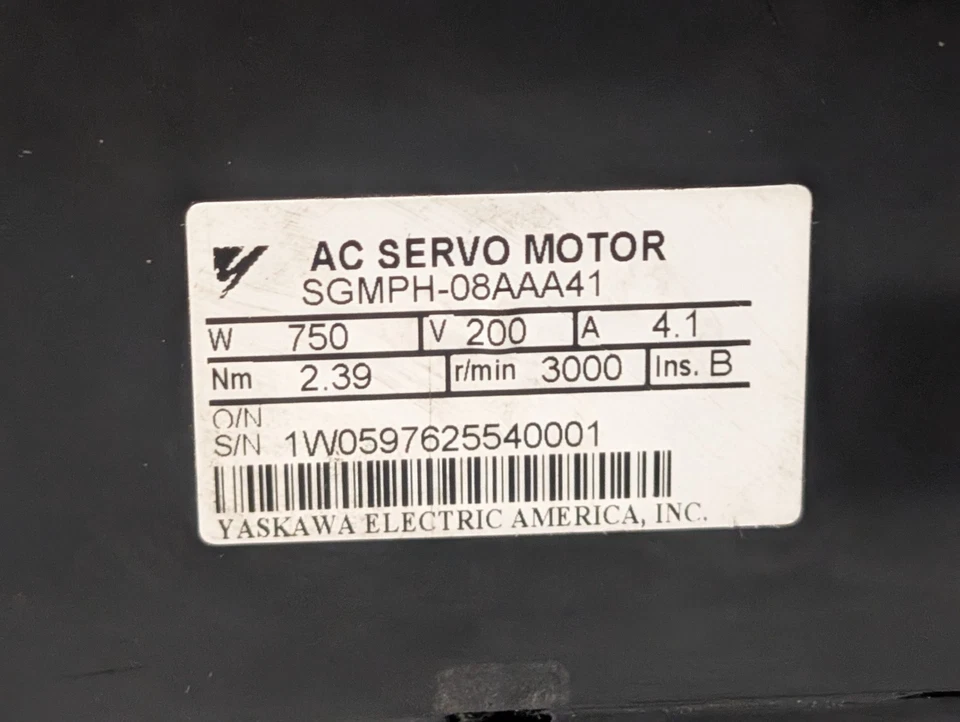 AC SERVO MOTOR
SGMPH-08AAA41
W 750 V 200 A 4.1
Nm 2.39 r/min 3000 Ins. B
O/N
S/N 1W0597625540001
YASKAWA ELECTRIC AMERICA, INC.